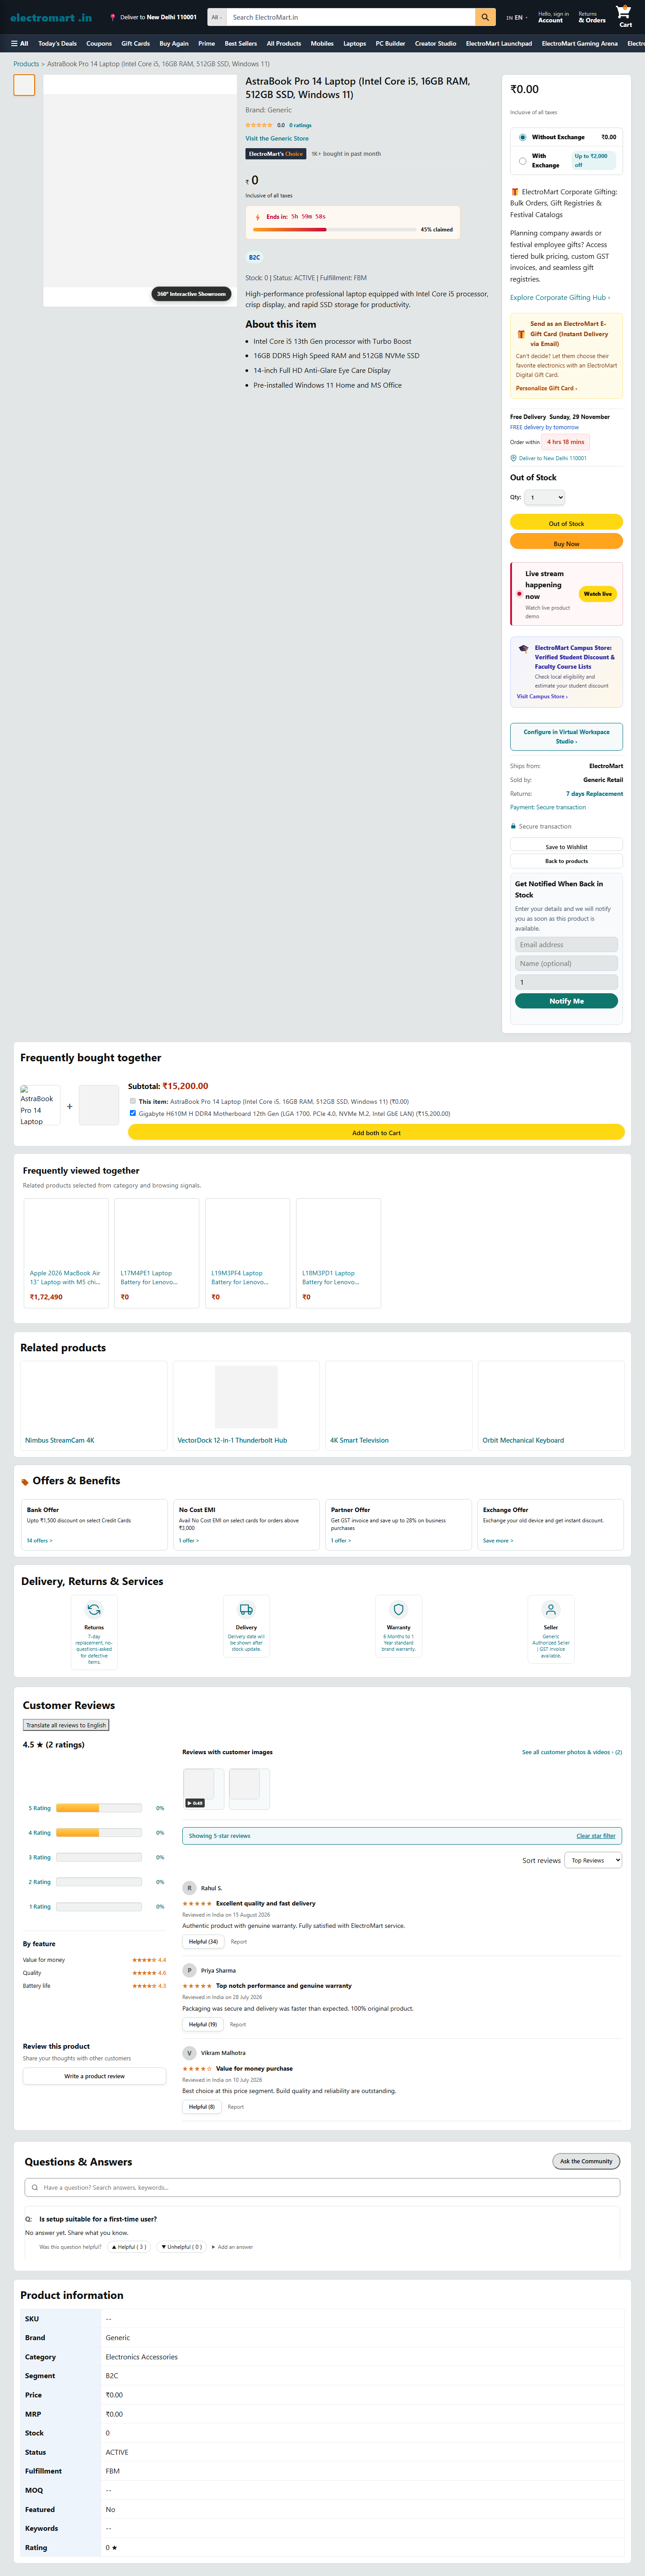 electromart .in
Deliver to New Delhi 110001
All
Search ElectroMart.in
IN EN
Hello, sign in
Account
Returns
& Orders
0
Cart
All
Today's Deals
Coupons
Gift Cards
Buy Again
Prime
Best Sellers
All Products
Mobiles
Laptops
PC Builder
Creator Studio
ElectroMart Launchpad
ElectroMart Gaming Arena
Electro
Products > AstraBook Pro 14 Laptop (Intel Core i5, 16GB RAM, 512GB SSD, Windows 11)
360° Interactive Showroom
AstraBook Pro 14 Laptop (Intel Core i5, 16GB RAM,
512GB SSD, Windows 11)
Brand: Generic
☆☆☆☆☆ 0.0 0 ratings
Visit the Generic Store
ElectroMart's Choice 1K+ bought in past month
₹ 0
Inclusive of all taxes
Ends in: 5h 59m 58s
45% claimed
B2C
Stock: 0 | Status: ACTIVE | Fulfillment: FBM
High-performance professional laptop equipped with Intel Core i5 processor,
crisp display, and rapid SSD storage for productivity.
About this item
• Intel Core i5 13th Gen processor with Turbo Boost
• 16GB DDR5 High Speed RAM and 512GB NVMe SSD
• 14-inch Full HD Anti-Glare Eye Care Display
• Pre-installed Windows 11 Home and MS Office
₹0.00
Inclusive of all taxes
Without Exchange ₹0.00
With
Exchange
Up to ₹2,000
off
ElectroMart Corporate Gifting:
Bulk Orders, Gift Registries &
Festival Catalogs
Planning company awards or
festival employee gifts? Access
tiered bulk pricing, custom GST
invoices, and seamless gift
registries.
Explore Corporate Gifting Hub ›
Send as an ElectroMart E-
Gift Card (Instant Delivery
via Email)
Can't decide? Let them choose their
favorite electronics with an ElectroMart
Digital Gift Card.
Personalize Gift Card ›
Free Delivery Sunday, 29 November
FREE delivery by tomorrow
Order within 4 hrs 18 mins
Deliver to New Delhi 110001
Out of Stock
Qty: 1
Out of Stock
Buy Now
Live stream
happening
now
Watch live product
demo
Watch live
ElectroMart Campus Store:
Verified Student Discount &
Faculty Course Lists
Check local eligibility and
estimate your student discount
Visit Campus Store ›
Configure in Virtual Workspace
Studio ›
Ships from: ElectroMart
Sold by: Generic Retail
Returns: 7 days Replacement
Payment: Secure transaction
Secure transaction
Save to Wishlist
Back to products
Get Notified When Back in
Stock
Enter your details and we will notify
you as soon as this product is
available.
Email address
Name (optional)
1
Notify Me
Frequently bought together
AstraBook
Pro 14
Laptop
+
Subtotal: ₹15,200.00
This item: AstraBook Pro 14 Laptop (Intel Core i5, 16GB RAM, 512GB SSD, Windows 11) (₹0.00)
Gigabyte H610M H DDR4 Motherboard 12th Gen (LGA 1700, PCIe 4.0, NVMe M.2, Intel GbE LAN) (₹15,200.00)
Add both to Cart
Frequently viewed together
Related products selected from category and browsing signals.
Apple 2026 MacBook Air
13" Laptop with M5 chi...
₹1,72,490
L17M4PE1 Laptop
Battery for Lenovo...
₹0
L19M3PF4 Laptop
Battery for Lenovo...
₹0
L18M3PD1 Laptop
Battery for Lenovo...
₹0
Related products
Nimbus StreamCam 4K
VectorDock 12-in-1 Thunderbolt Hub
4K Smart Television
Orbit Mechanical Keyboard
Offers & Benefits
Bank Offer
Upto ₹1,500 discount on select Credit Cards
14 offers >
No Cost EMI
Avail No Cost EMI on select cards for orders above
₹3,000
1 offer >
Partner Offer
Get GST invoice and save up to 28% on business
purchases
1 offer >
Exchange Offer
Exchange your old device and get instant discount.
Save more >
Delivery, Returns & Services
Returns
7-day
replacement, no-
questions-asked
for defective
items.
Delivery
Delivery date will
be shown after
stock update.
Warranty
6 Months to 1
Year standard
brand warranty.
Seller
Generic
Authorized Seller
| GST invoice
available.
Customer Reviews
Translate all reviews to English
4.5 ★ (2 ratings)
5 Rating 0%
4 Rating 0%
3 Rating 0%
2 Rating 0%
1 Rating 0%
By feature
Value for money ★★★★☆ 4.4
Quality ★★★★★ 4.6
Battery life ★★★★☆ 4.3
Review this product
Share your thoughts with other customers
Write a product review
Reviews with customer images
See all customer photos & videos › (2)
▶ 0:48
Showing 5-star reviews
Clear star filter
Sort reviews Top Reviews
R Rahul S.
★★★★★ Excellent quality and fast delivery
Reviewed in India on 15 August 2026
Authentic product with genuine warranty. Fully satisfied with ElectroMart service.
Helpful (34) Report
P Priya Sharma
★★★★★ Top notch performance and genuine warranty
Reviewed in India on 28 July 2026
Packaging was secure and delivery was faster than expected. 100% original product.
Helpful (19) Report
V Vikram Malhotra
★★★★☆ Value for money purchase
Reviewed in India on 10 July 2026
Best choice at this price segment. Build quality and reliability are outstanding.
Helpful (8) Report
Questions & Answers
Ask the Community
Have a question? Search answers, keywords...
Q: Is setup suitable for a first-time user?
No answer yet. Share what you know.
Was this question helpful? ▲ Helpful ( 3 ) ▼ Unhelpful ( 0 ) ➤ Add an answer
Product information
SKU --
Brand Generic
Category Electronics Accessories
Segment B2C
Price ₹0.00
MRP ₹0.00
Stock 0
Status ACTIVE
Fulfillment FBM
MOQ --
Featured No
Keywords --
Rating 0 ★